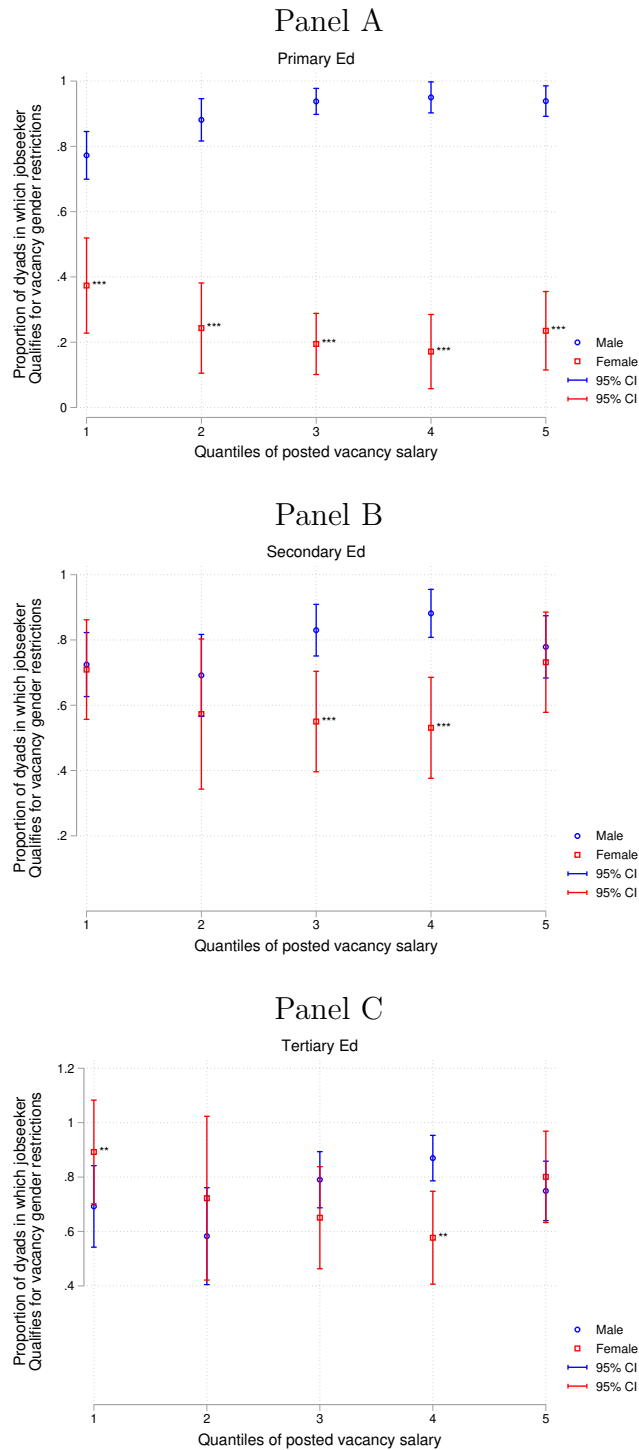 Panel A
Primary Ed
Proportion of dyads in which jobseeker
Qualifies for vacancy gender restrictions
1
.8
.6
.4
.2
0
***
***
***
***
***
1 2 3 4 5
Quantiles of posted vacancy salary
Male
Female
95% CI
95% CI
Panel B
Secondary Ed
Proportion of dyads in which jobseeker
Qualifies for vacancy gender restrictions
1
.8
.6
.4
.2
***
***
1 2 3 4 5
Quantiles of posted vacancy salary
Male
Female
95% CI
95% CI
Panel C
Tertiary Ed
Proportion of dyads in which jobseeker
Qualifies for vacancy gender restrictions
1.2
1
0.8
0.6
0.4
**
**
1 2 3 4 5
Quantiles of posted vacancy salary
Male
Female
95% CI
95% CI